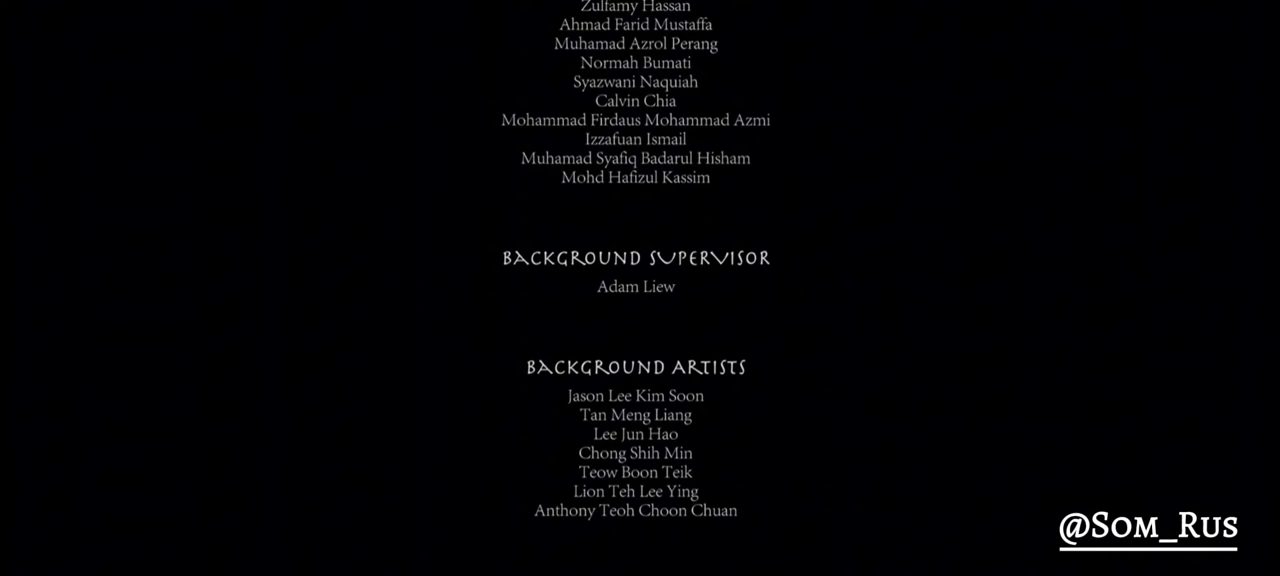 Zulfamy Hassan
Ahmad Farid Mustaffa
Muhamad Azrol Perang
Normah Bumati
Syazwani Naquiah
Calvin Chia
Mohammad Firdaus Mohammad Azmi
Izzafuan Ismail
Muhamad Syafiq Badarul Hisham
Mohd Hafizul Kassim
BACKGROUND SUPERVISOR
Adam Liew
BACKGROUND ARTISTS
Jason Lee Kim Soon
Tan Meng Liang
Lee Jun Hao
Chong Shih Min
Teow Boon Teik
Lion Teh Lee Ying
Anthony Teoh Choon Chuan
@Som_Rus